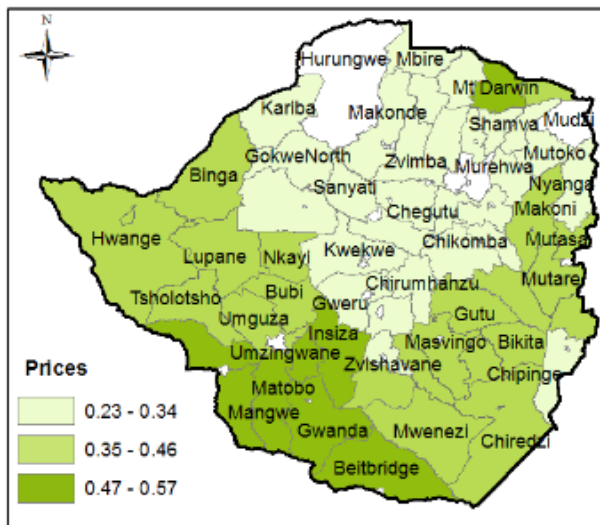 N
Hurungwe
Mbire
Kariba
Mt Darwin
Makonde
Shamva
Mudzi
GokweNorth
Zvimba
Murehwa
Mutoko
Binga
Sanyati
Nyanga
Chegutu
Makoni
Hwange
Lupane
Nkayi
Kwekwe
Chikomba
Mutasa
Tsholotsho
Bubi
Chirumhanzu
Mutare
Umguza
Gweru
Gutu
Insiza
Umzingwane
Masvingo
Bikita
Zvishavane
Matobo
Chipinge
Mangwe
Gwanda
Mwenezi
Chiredzi
Beitbridge
Prices
0.23 - 0.34
0.35 - 0.46
0.47 - 0.57